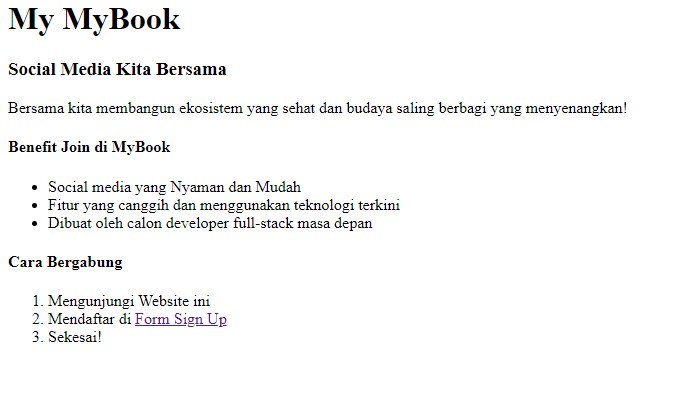 My MyBook
Social Media Kita Bersama
Bersama kita membangun ekosistem yang sehat dan budaya saling berbagi yang menyenangkan!
Benefit Join di MyBook
• Social media yang Nyaman dan Mudah
• Fitur yang canggih dan menggunakan teknologi terkini
• Dibuat oleh calon developer full-stack masa depan
Cara Bergabung
1. Mengunjungi Website ini
2. Mendaftar di Form Sign Up
3. Sekesai!